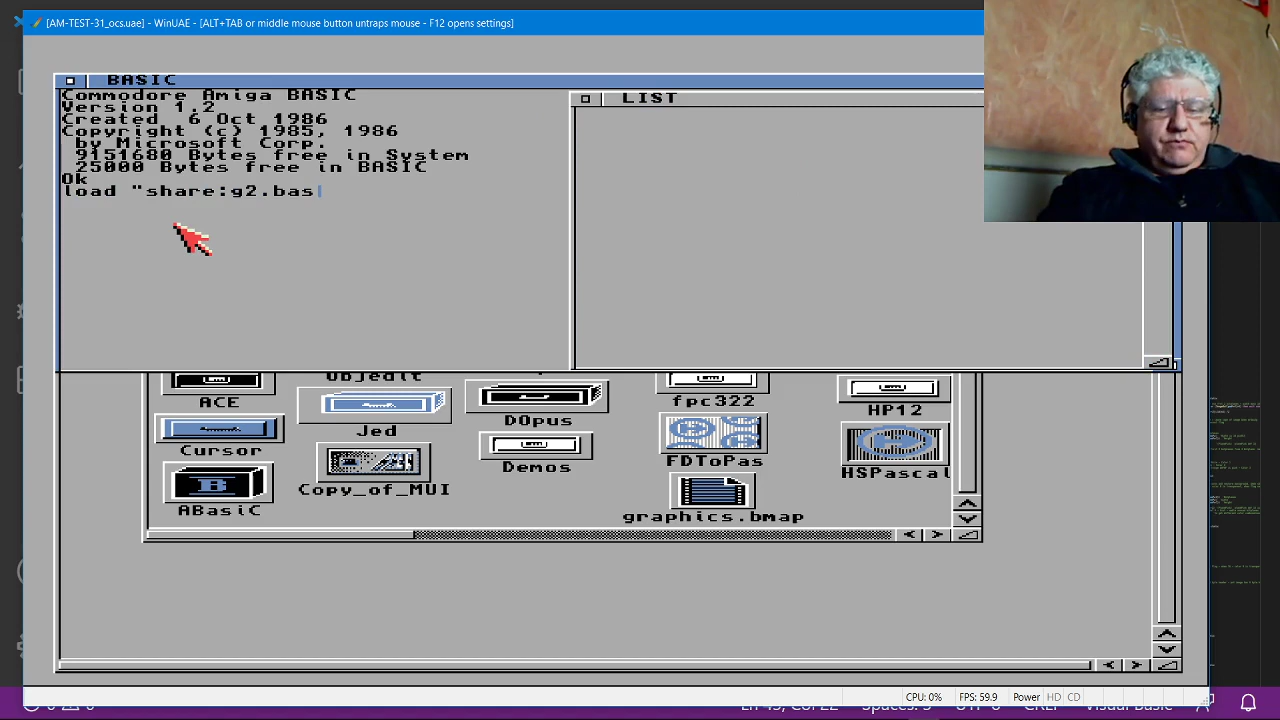 [AM-TEST-31_ocs.uae] - WinUAE - [ALT+TAB or middle mouse button untraps mouse - F12 opens settings]
BASIC
Commodore Amiga BASIC
Version 1.2
Created  6 Oct 1986
Copyright (c) 1985, 1986
by Microsoft Corp.
9151680 Bytes free in System
25000 Bytes free in BASIC
Ok
load "share:g2.bas
LIST
ACE
ObjedIt
fpc322
HP12
Jed
DOpus
Cursor
Demos
FDToPas
HSPascal
Copy_of_MUI
ABasiC
graphics.bmap
CPU: 0%
FPS: 59.9
Power
HD
CD
Visual Basic